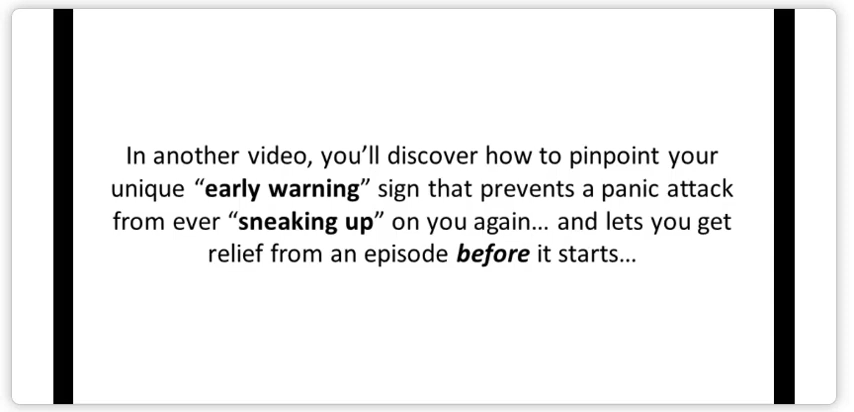 In another video, you’ll discover how to pinpoint your
unique “early warning” sign that prevents a panic attack
from ever “sneaking up” on you again… and lets you get
relief from an episode before it starts…